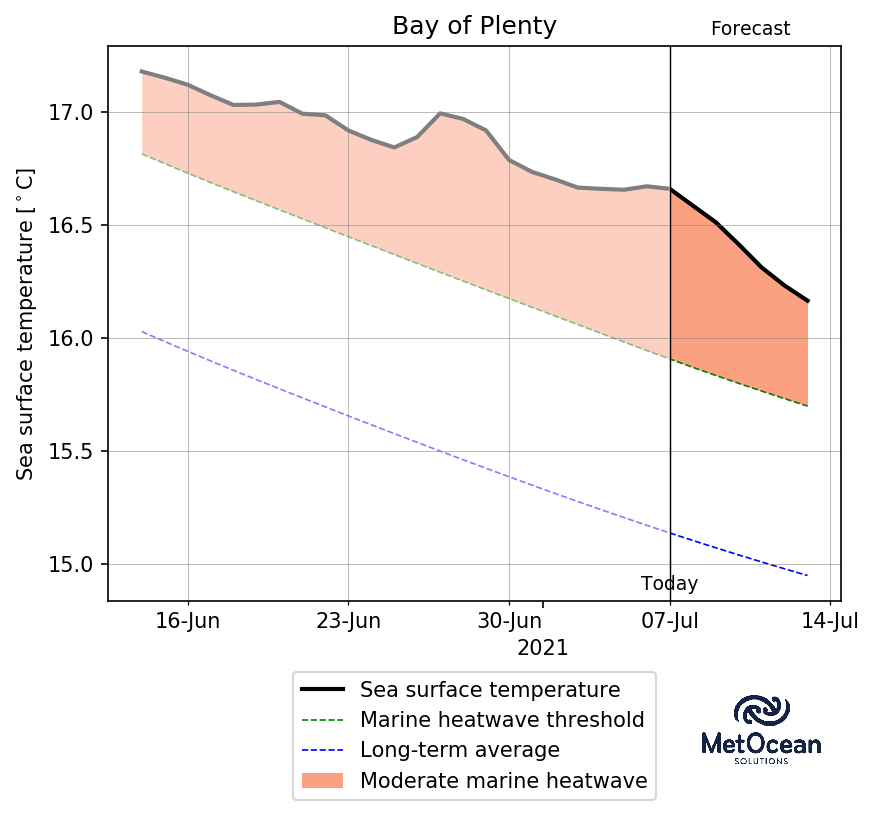 Bay of Plenty
Forecast
Sea surface temperature [°C]
17.0
16.5
16.0
15.5
15.0
Today
16-Jun 23-Jun 30-Jun 07-Jul 14-Jul
2021
Sea surface temperature
Marine heatwave threshold
Long-term average
Moderate marine heatwave
MetOcean
SOLUTIONS